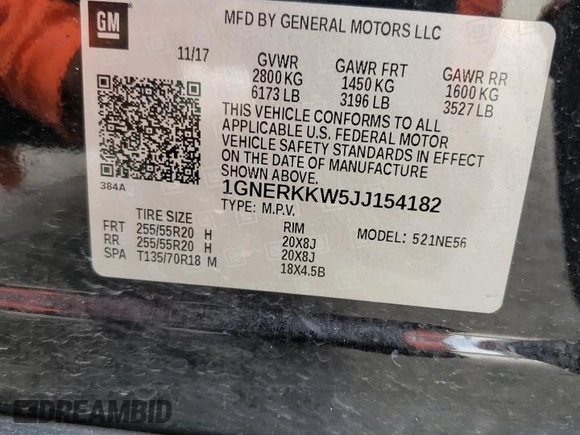 GM
MFD BY GENERAL MOTORS LLC
11/17 GVWR GAWR FRT GAWR RR
2800 KG 1450 KG 1600 KG
6173 LB 3196 LB 3527 LB
THIS VEHICLE CONFORMS TO ALL
APPLICABLE U.S. FEDERAL MOTOR
VEHICLE SAFETY STANDARDS IN EFFECT
ON THE DATE OF MANUFACTURE
SHOWN ABOVE.
384A
1GNERKKW5JJ154182
TYPE: M.P.V.
TIRE SIZE RIM MODEL: 521NE56
FRT 255/55R20 H 20X8J
RR 255/55R20 H 20X8J
SPA T135/70R18 M 18X4.5B
DREAMBID